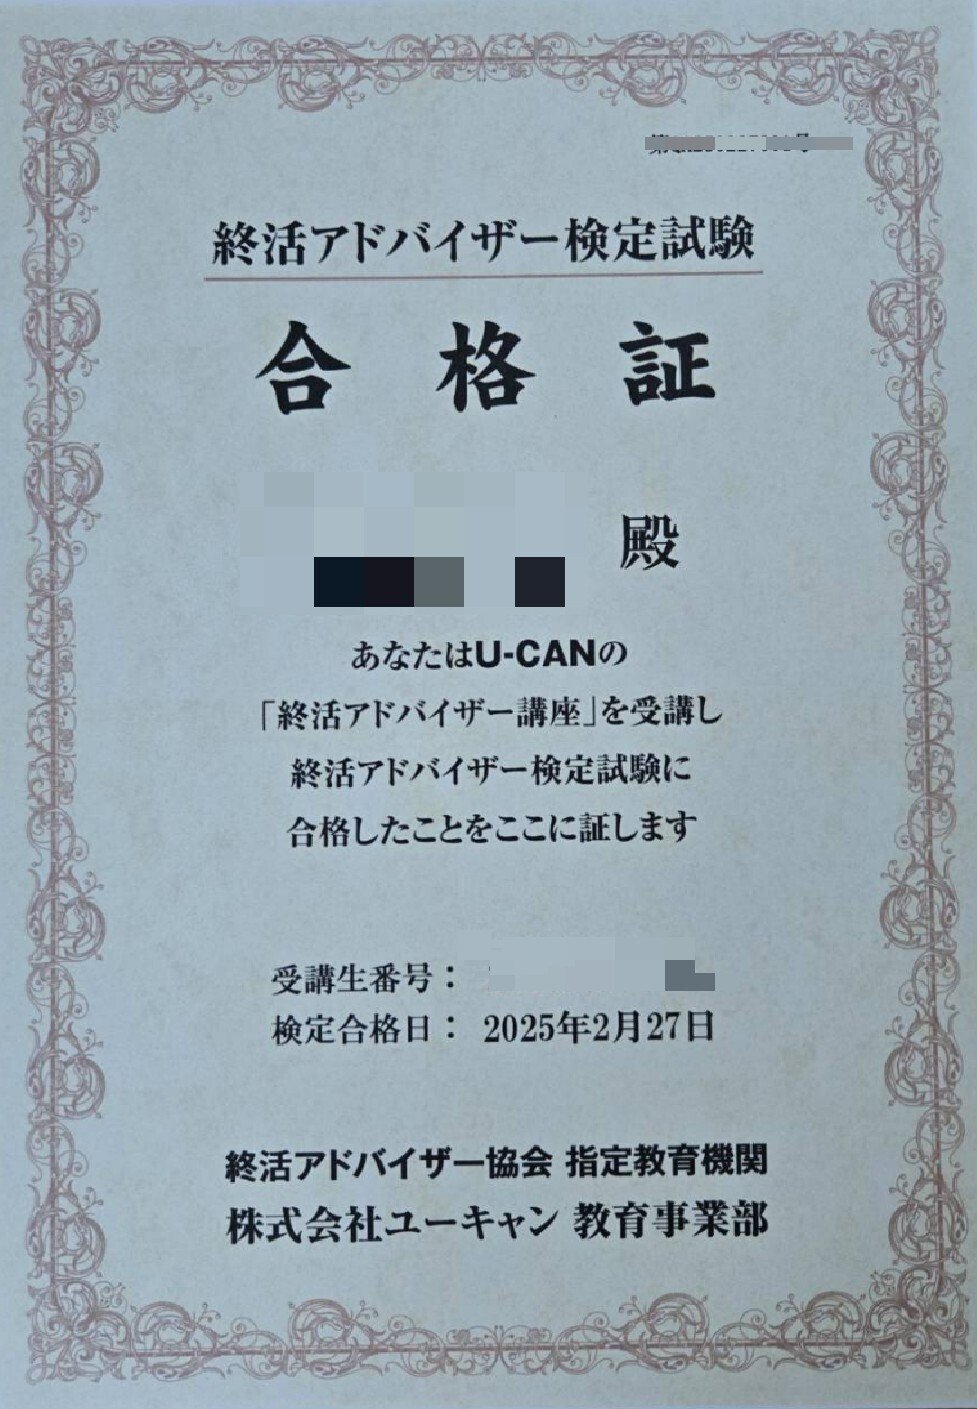 終活アドバイザー検定試験
合格証
殿
あなたはU-CANの
「終活アドバイザー講座」を受講し
終活アドバイザー検定試験に
合格したことをここに証します
受講生番号：
検定合格日： 2025年2月27日
終活アドバイザー協会 指定教育機関
株式会社ユーキャン 教育事業部